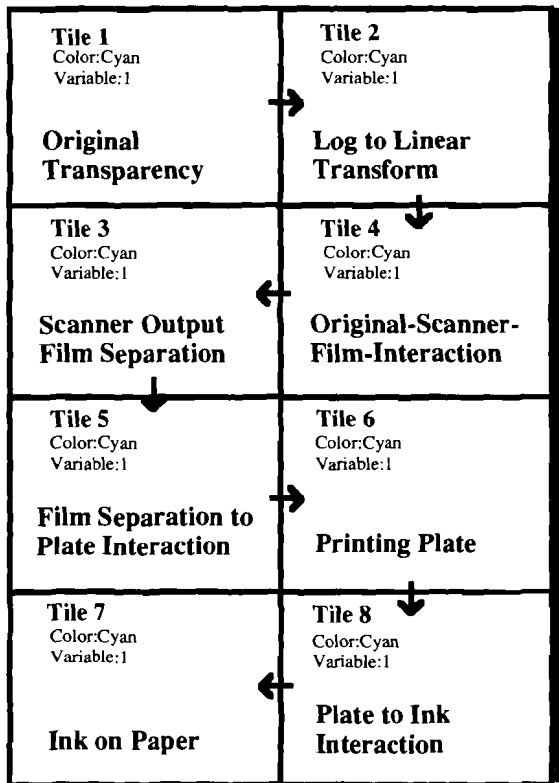 Tile 1
Color:Cyan
Variable:1
Original
Transparency
Tile 2
Color:Cyan
Variable:1
Log to Linear
Transform
Tile 3
Color:Cyan
Variable:1
Scanner Output
Film Separation
Tile 4
Color:Cyan
Variable:1
Original-Scanner-
Film-Interaction
Tile 5
Color:Cyan
Variable:1
Film Separation to
Plate Interaction
Tile 6
Color:Cyan
Variable:1
Printing Plate
Tile 7
Color:Cyan
Variable:1
Ink on Paper
Tile 8
Color:Cyan
Variable:1
Plate to Ink
Interaction